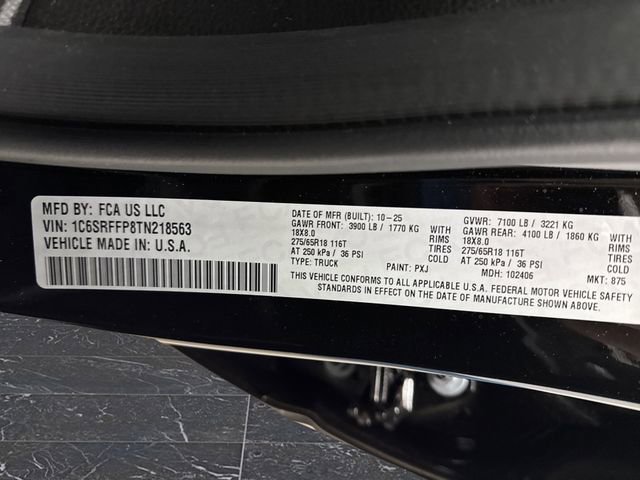 MFD BY: FCA US LLC
VIN: 1C6SRFFP8TN218563
VEHICLE MADE IN U.S.A.
DATE OF MFR (BUILT): 10-25
GAWR FRONT: 3900 LB / 1770 KG WITH
18X8.0 RIMS
275/65R18 116T TIRES
AT 250 kPa / 36 PSI COLD
TYPE: TRUCK PAINT: PXJ
GVWR: 7100 LB / 3221 KG
GAWR REAR: 4100 LB / 1860 KG WITH
18X8.0 RIMS
275/65R18 116T TIRES
AT 250 kPa / 36 PSI COLD
MDH: 102406 MKT: 875
THIS VEHICLE CONFORMS TO ALL APPLICABLE U.S.A. FEDERAL MOTOR VEHICLE SAFETY
STANDARDS IN EFFECT ON THE DATE OF MANUFACTURE SHOWN ABOVE.